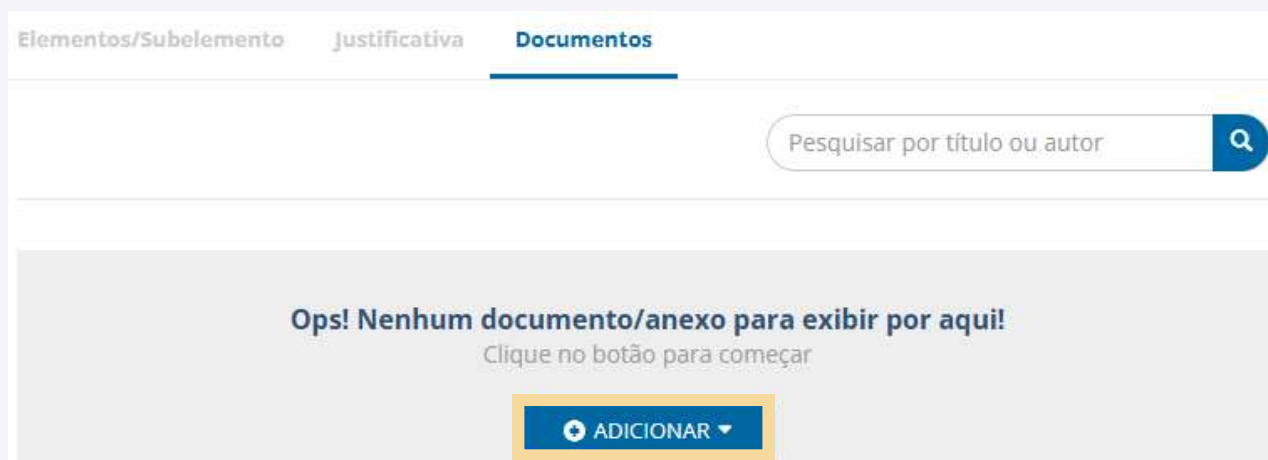 Elementos/Subelemento Justificativa Documentos
Pesquisar por título ou autor
Ops! Nenhum documento/anexo para exibir por aqui!
Clique no botão para começar
ADICIONAR